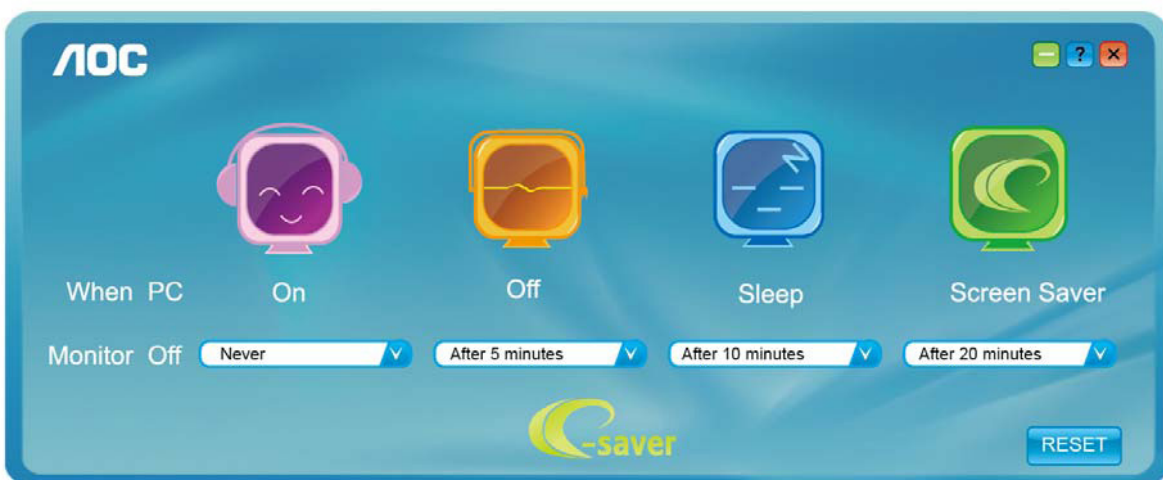 AOC
?
When PC On Off Sleep Screen Saver
Monitor Off Never After 5 minutes After 10 minutes After 20 minutes
e-saver
RESET